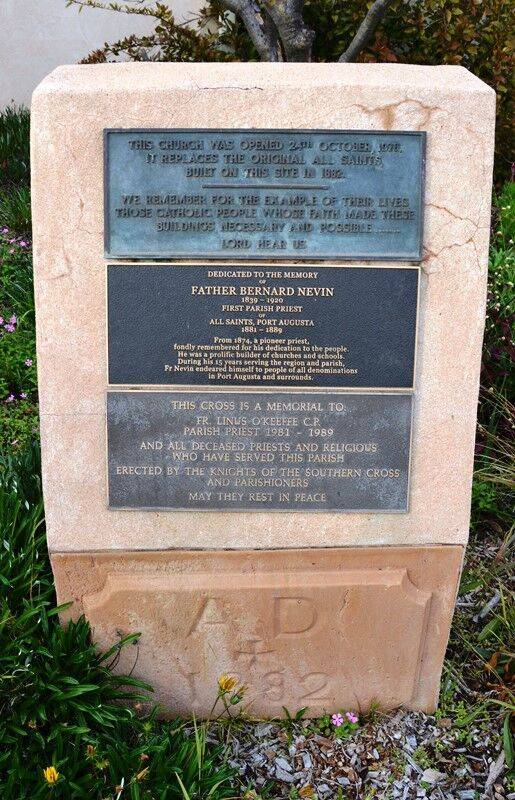 THIS CHURCH WAS OPENED 24TH OCTOBER, 1976.
IT REPLACES THE ORIGINAL ALL SAINTS
BUILT ON THIS SITE IN 1882.
WE REMEMBER FOR THE EXAMPLE OF THEIR LIVES
THOSE CATHOLIC PEOPLE WHOSE FAITH MADE THESE
BUILDINGS NECESSARY AND POSSIBLE ......
LORD HEAR US
DEDICATED TO THE MEMORY
OF
FATHER BERNARD NEVIN
1839 – 1920
FIRST PARISH PRIEST
OF
ALL SAINTS, PORT AUGUSTA
1881 – 1889
From 1874, a pioneer priest,
fondly remembered for his dedication to the people.
He was a prolific builder of churches and schools.
During his 15 years serving the region and parish,
Fr Nevin endeared himself to people of all denominations
in Port Augusta and surrounds.
THIS CROSS IS A MEMORIAL TO:
FR. LINUS O'KEEFFE C.P.
PARISH PRIEST 1981 - 1989
AND ALL DECEASED PRIESTS AND RELIGIOUS
WHO HAVE SERVED THIS PARISH
ERECTED BY THE KNIGHTS OF THE SOUTHERN CROSS
AND PARISHIONERS
MAY THEY REST IN PEACE
A D
1882